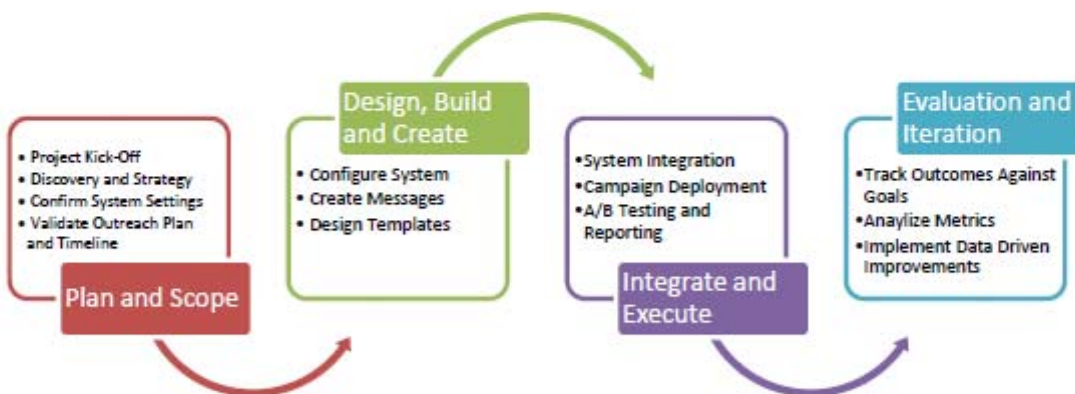 • Project Kick-Off
• Discovery and Strategy
• Confirm System Settings
• Validate Outreach Plan
and Timeline
Plan and Scope
Design, Build
and Create
• Configure System
• Create Messages
• Design Templates
•System Integration
•Campaign Deployment
•A/B Testing and
Reporting
Integrate and
Execute
Evaluation and
Iteration
•Track Outcomes Against
Goals
•Anaylize Metrics
•Implement Data Driven
Improvements